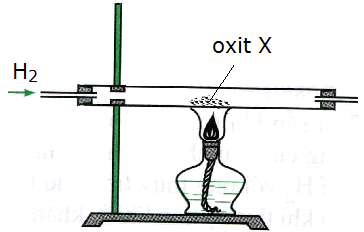 oxit X
H₂